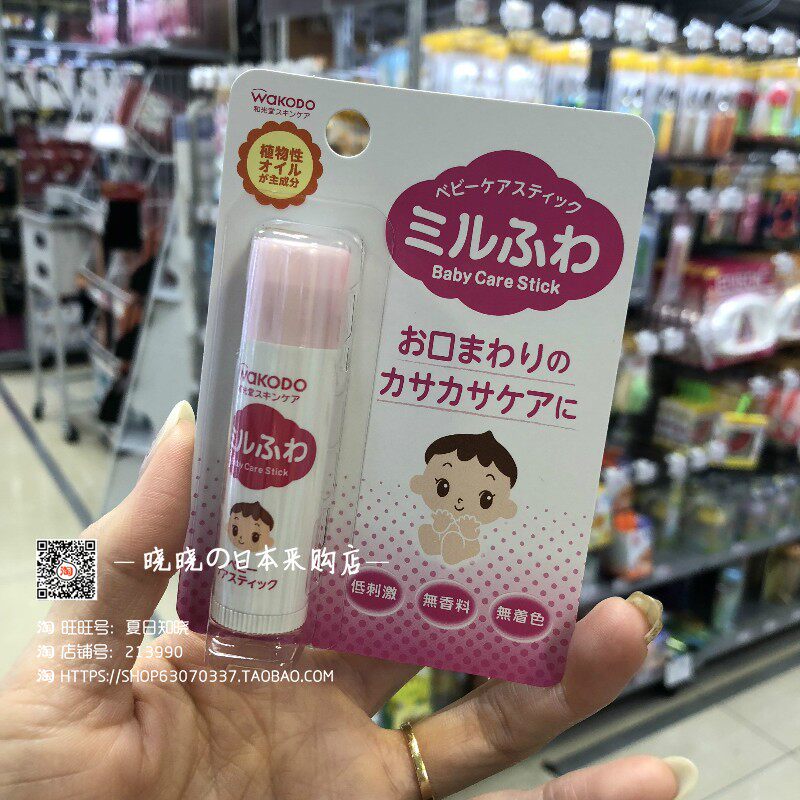 WAKODO
和光堂スキンケア
植物性
オイル
が主成分
ベビーケアスティック
ミルふわ
Baby Care Stick
お口まわりの
カサカサケアに
WAKODO
和光堂スキンケア
ミルふわ
Baby Care Stick
ケアスティック
低刺激
無香料
無着色
晓晓の日本采购店
淘 旺旺号：夏日知晓
淘 店铺号：213990
淘 HTTPS://SHOP63070337.TAOBAO.COM/